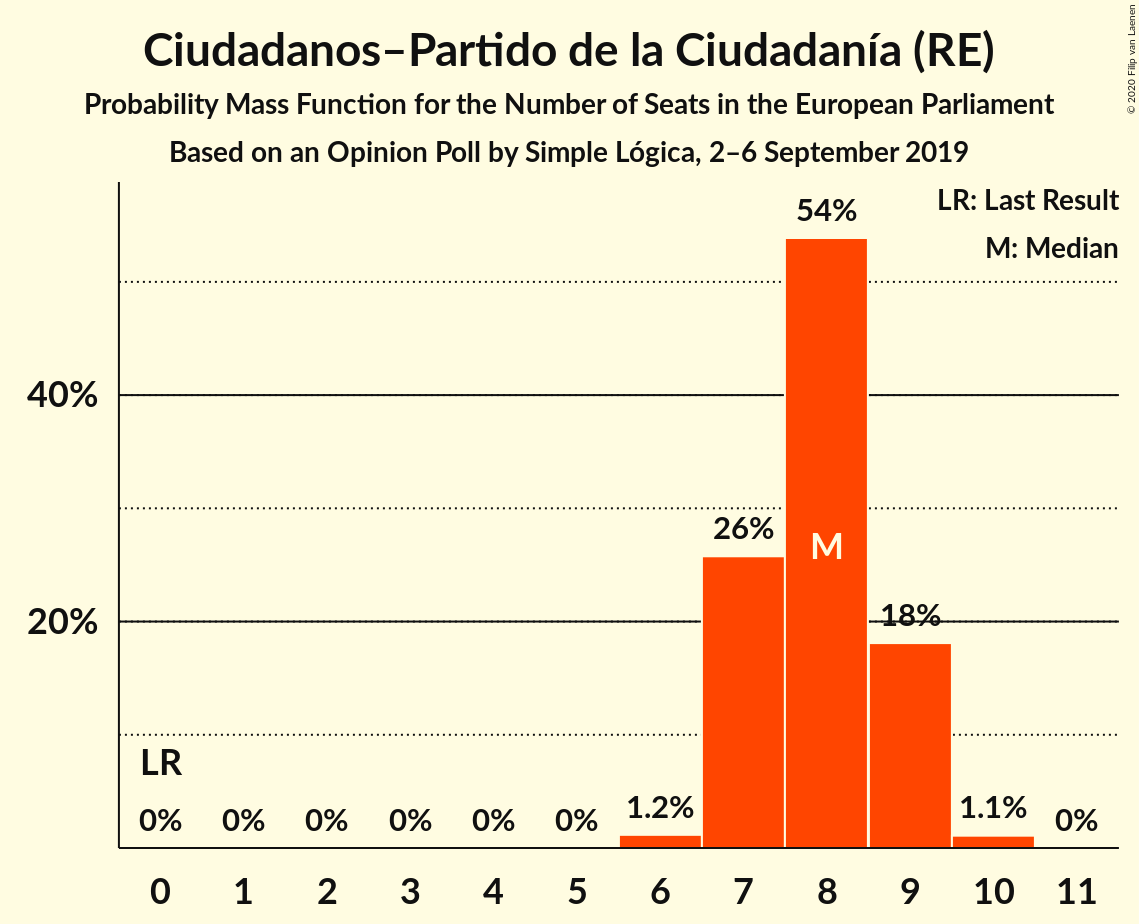 Ciudadanos–Partido de la Ciudadanía (RE)
Probability Mass Function for the Number of Seats in the European Parliament
Based on an Opinion Poll by Simple Lógica, 2–6 September 2019
© 2020 Filip van Laenen
LR: Last Result
M: Median
54%
40%
26%
M
20%
18%
LR
0% 0% 0% 0% 0% 0% 1.2% 1.1% 0%
0 1 2 3 4 5 6 7 8 9 10 11